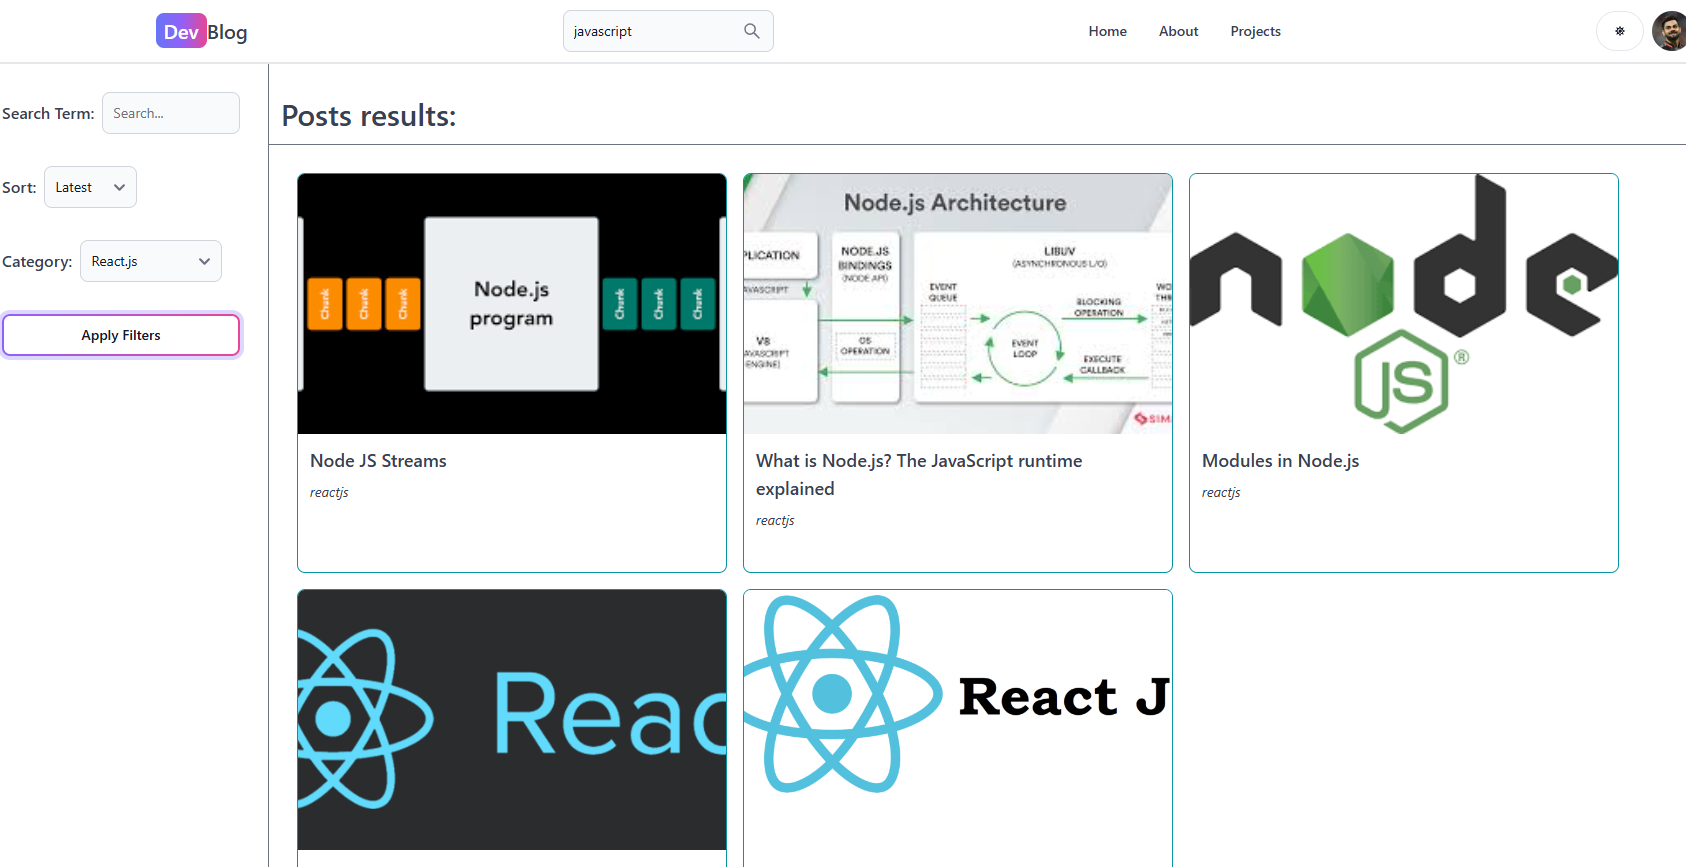 Dev Blog
javascript
Home
About
Projects
Search Term:
Search...
Sort:
Latest
Category:
React.js
Apply Filters
Posts results:
Chunk
Chunk
Chunk
Node.js
program
Chunk
Chunk
Chunk
Node JS Streams
reactjs
Node.js Architecture
PLICATION
AVASCRIPT
V8
AVASCRIPT
ENGINE)
NODE.JS
BINDINGS
(NODE API)
OS
OPERATION
LIBUV
(ASYNCHRONOUS I/O)
EVENT
QUEUE
BLOCKING
OPERATION
EVENT
LOOP
EXECUTE
CALLBACK
WO
THR
SIM
What is Node.js? The JavaScript runtime
explained
reactjs
node
JS®
Modules in Node.js
reactjs
Reac
React J